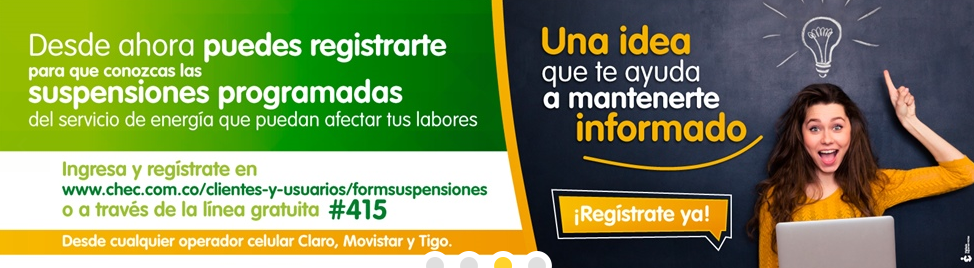 Desde ahora puedes registrarte
para que conozcas las
suspensiones programadas
del servicio de energía que puedan afectar tus labores
Ingresa y regístrate en
www.chec.com.co/clientes-y-usuarios/formsuspensiones
o a través de la línea gratuita #415
Desde cualquier operador celular Claro, Movistar y Tigo.
Una idea
que te ayuda
a mantenerte
informado
¡Regístrate ya!